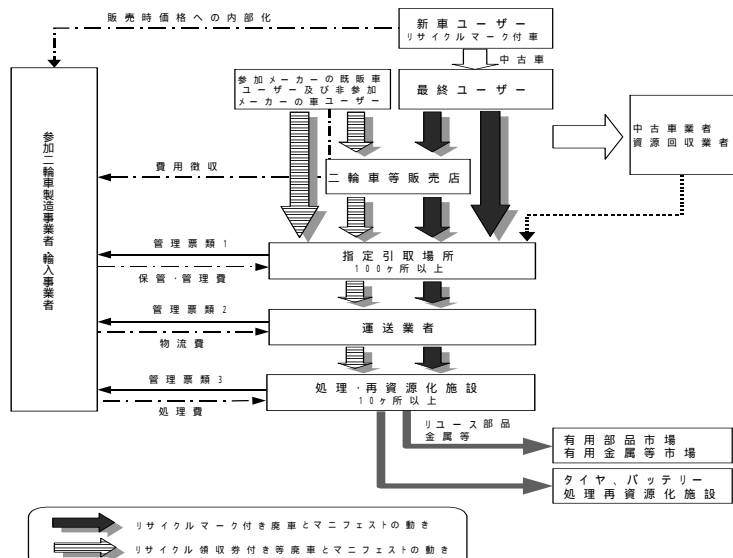 販売時価格への内部化
新車ユーザー
リサイクルマーク付車
中古車
参加メーカーの既販車
ユーザー及び非参加
メーカーの車ユーザー
最終ユーザー
中古車業者
資源回収業者
参加二輪車製造事業者・輸入事業者
費用徴収
二輪車等販売店
管理票類1
保管・管理費
指定引取場所
100ヶ所以上
管理票類2
物流費
運送業者
管理票類3
処理費
処理・再資源化施設
10ヶ所以上
リユース部品
金属等
有用部品市場
有用金属等市場
タイヤ、バッテリー
処理再資源化施設
リサイクルマーク付き廃車とマニフェストの動き
リサイクル領収券付き等廃車とマニフェストの動き